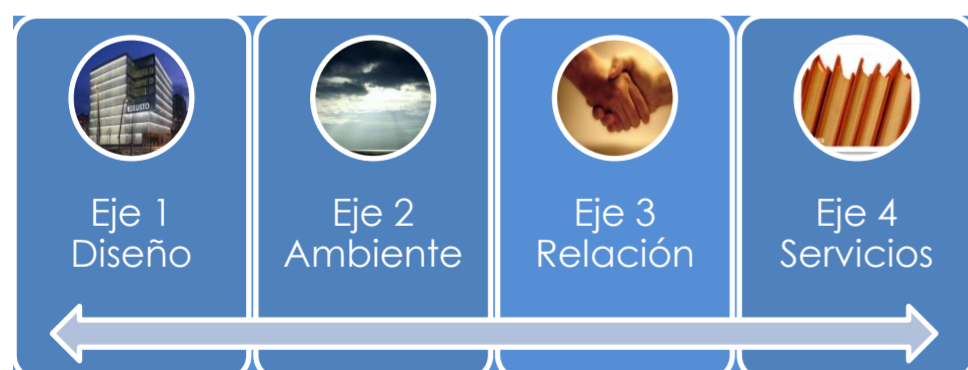 Eje 1
Diseño
Eje 2
Ambiente
Eje 3
Relación
Eje 4
Servicios